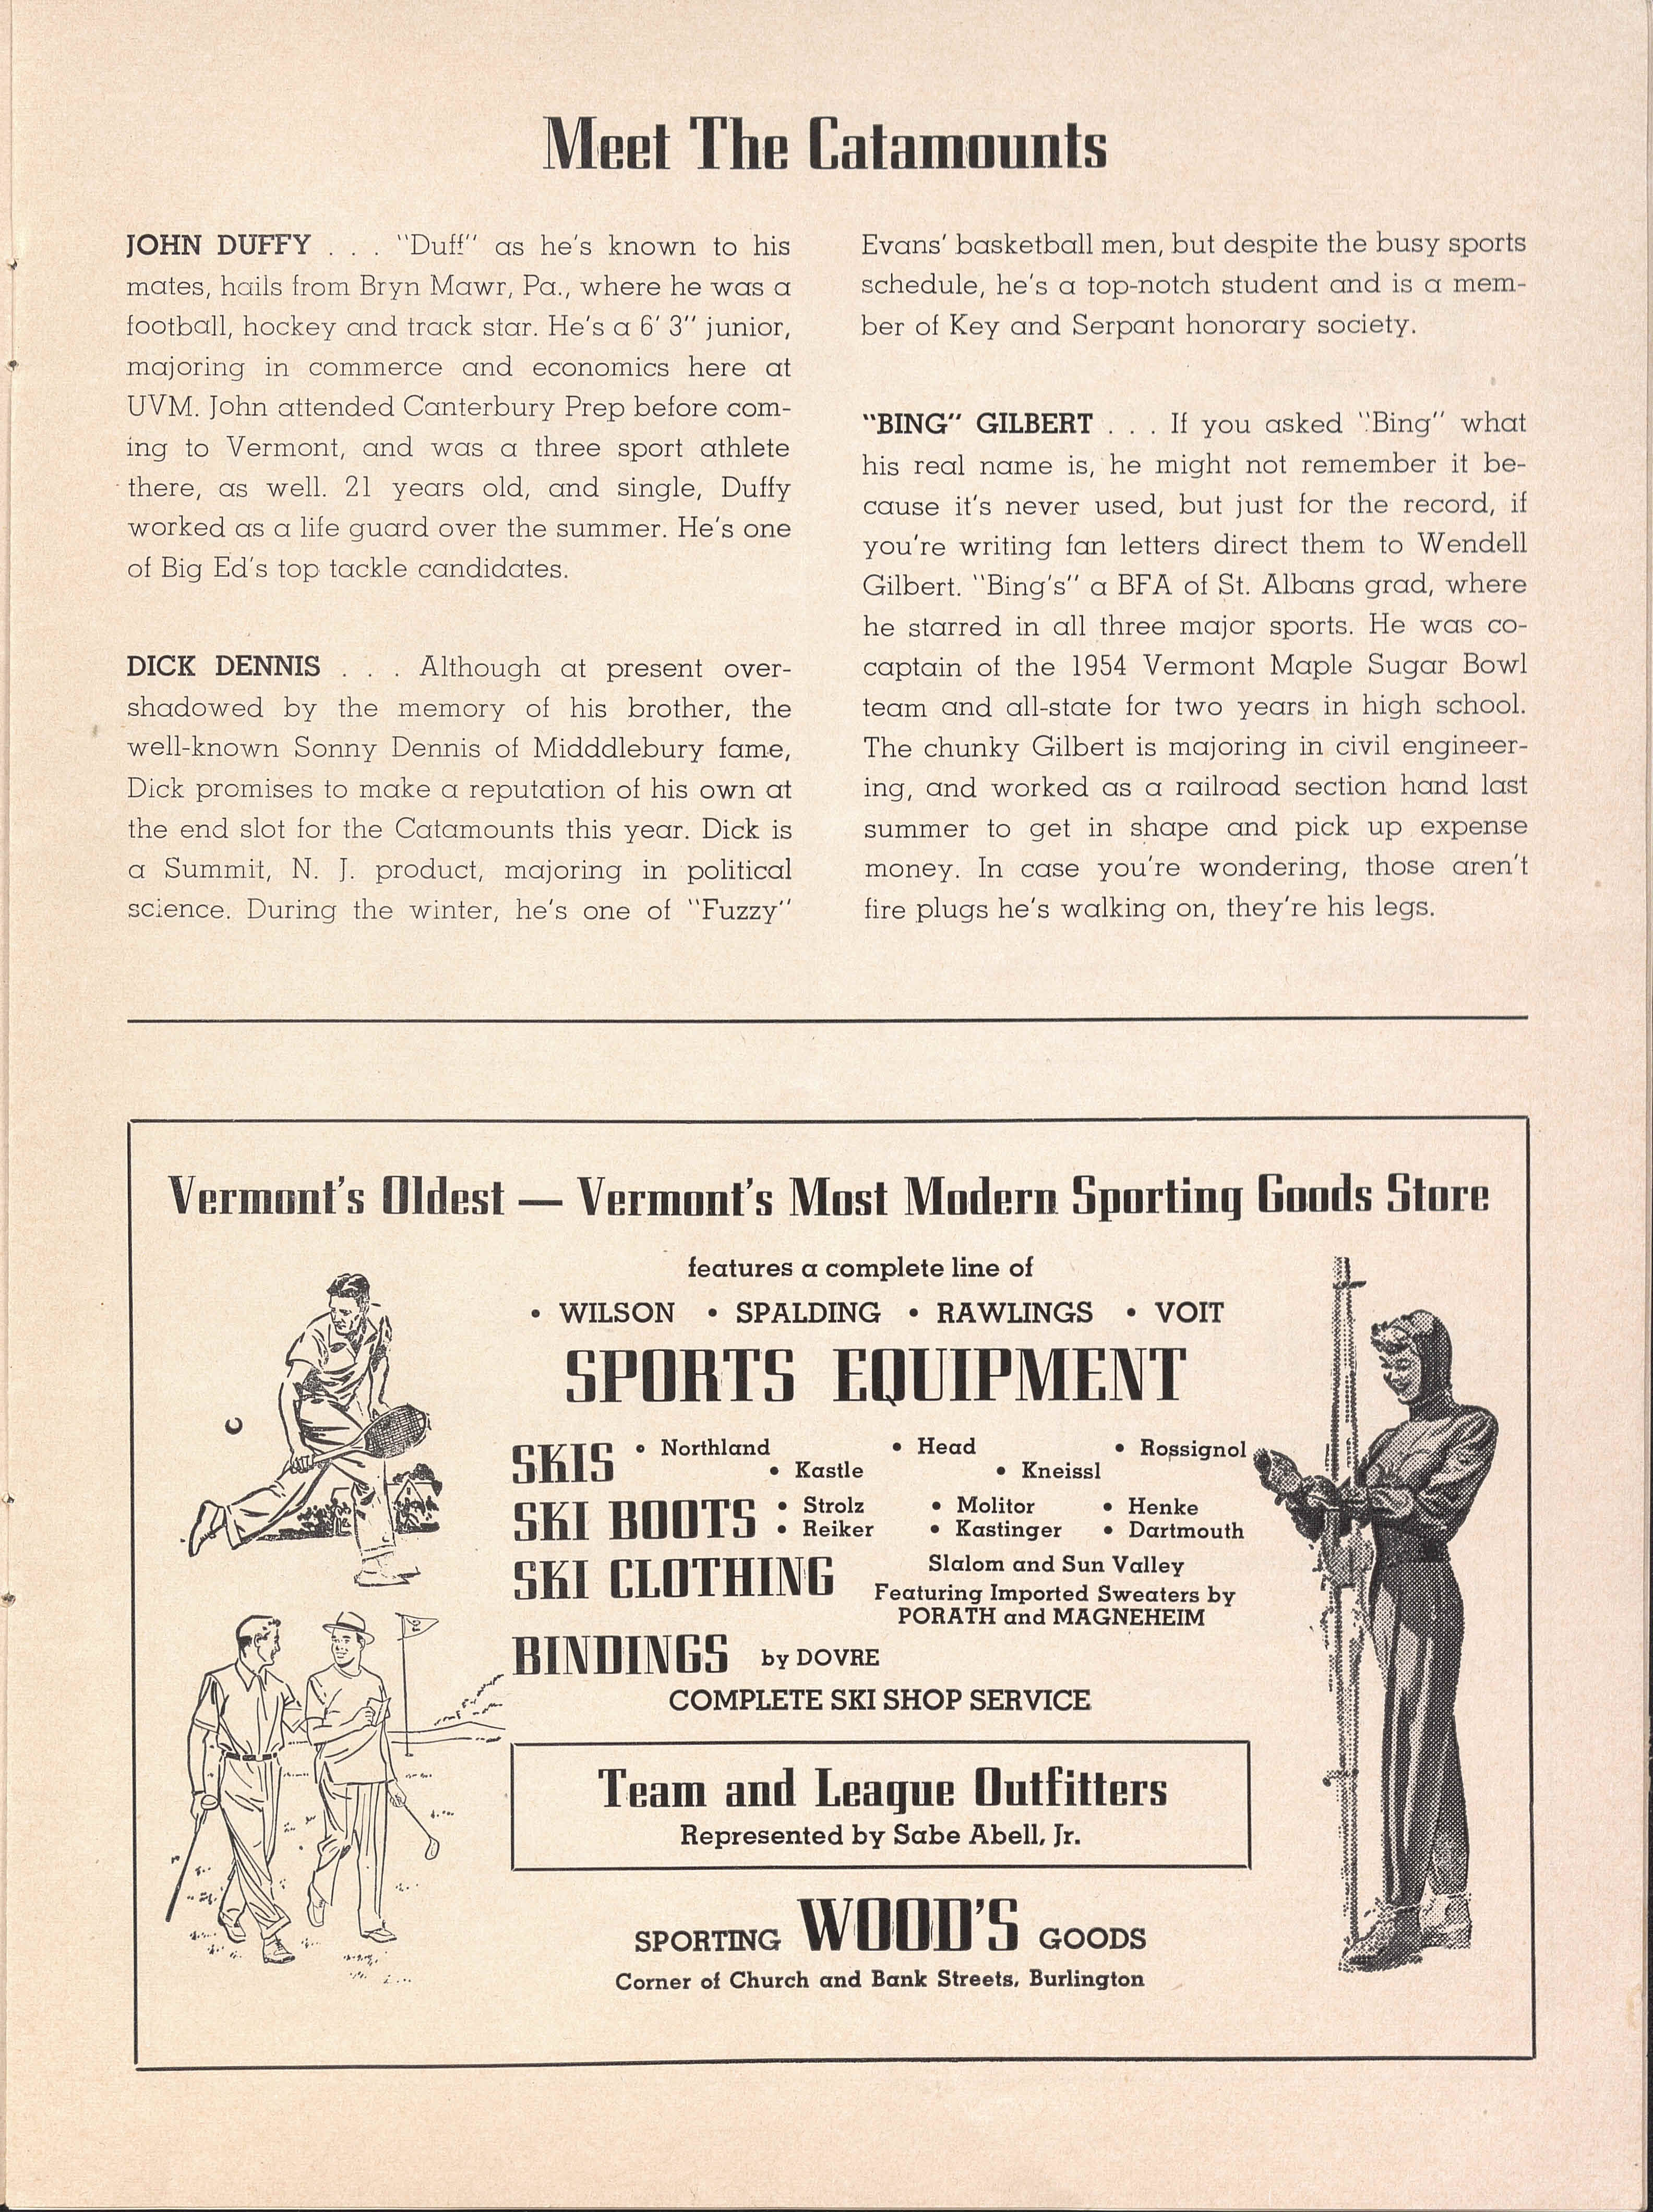 Meet The Catamounts
JOHN DUFFY . . . "Duff" as he's known to his
mates, hails from Bryn Mawr, Pa., where he was a
football, hockey and track star. He's a 6' 3" junior,
majoring in commerce and economics here at
UVM. John attended Canterbury Prep before com-
ing to Vermont, and was a three sport athlete
there, as well. 21 years old, and single, Duffy
worked as a life guard over the summer. He's one
of Big Ed's top tackle candidates.
DICK DENNIS . . . Although at present over-
shadowed by the memory of his brother, the
well-known Sonny Dennis of Midddlebury fame,
Dick promises to make a reputation of his own at
the end slot for the Catamounts this year. Dick is
a Summit, N. J. product, majoring in political
science. During the winter, he's one of "Fuzzy"
Evans' basketball men, but despite the busy sports
schedule, he's a top-notch student and is a mem-
ber of Key and Serpant honorary society.
"BING" GILBERT . . . If you asked "Bing" what
his real name is, he might not remember it be-
cause it's never used, but just for the record, if
you're writing fan letters direct them to Wendell
Gilbert. "Bing's" a BFA of St. Albans grad, where
he starred in all three major sports. He was co-
captain of the 1954 Vermont Maple Sugar Bowl
team and all-state for two years in high school.
The chunky Gilbert is majoring in civil engineer-
ing, and worked as a railroad section hand last
summer to get in shape and pick up expense
money. In case you're wondering, those aren't
fire plugs he's walking on, they're his legs.
Vermont's Oldest — Vermont's Most Modern Sporting Goods Store
features a complete line of
• WILSON • SPALDING • RAWLINGS • VOIT
SPORTS EQUIPMENT
SKIS • Northland • Head • Rossignol
• Kastle • Kneissl
SKI BOOTS • Strolz • Molitor • Henke
• Reiker • Kastinger • Dartmouth
SKI CLOTHING Slalom and Sun Valley
Featuring Imported Sweaters by
PORATH and MAGNEHEIM
BINDINGS by DOVRE
COMPLETE SKI SHOP SERVICE
Team and League Outfitters
Represented by Sabe Abell, Jr.
SPORTING WOOD'S GOODS
Corner of Church and Bank Streets, Burlington